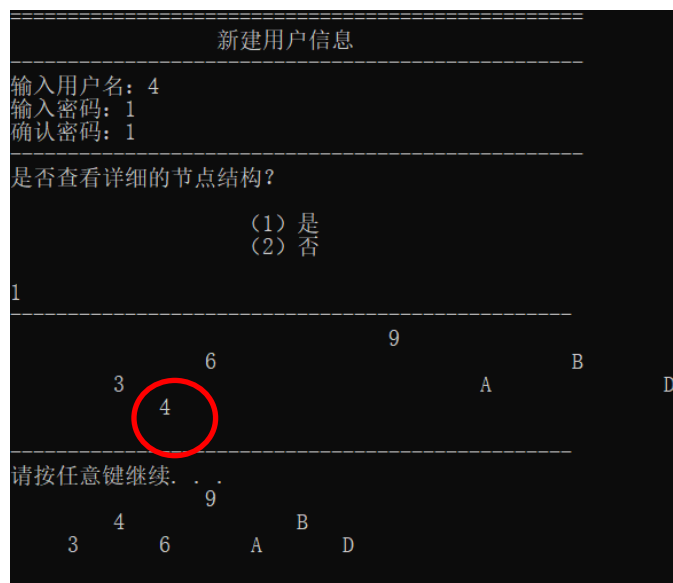 新建用户信息
输入用户名：4
输入密码：1
确认密码：1
是否查看详细的节点结构？
（1）是
（2）否
1
9
6 B
3 A D
4
请按任意键继续. . .
9
4 B
3 6 A D